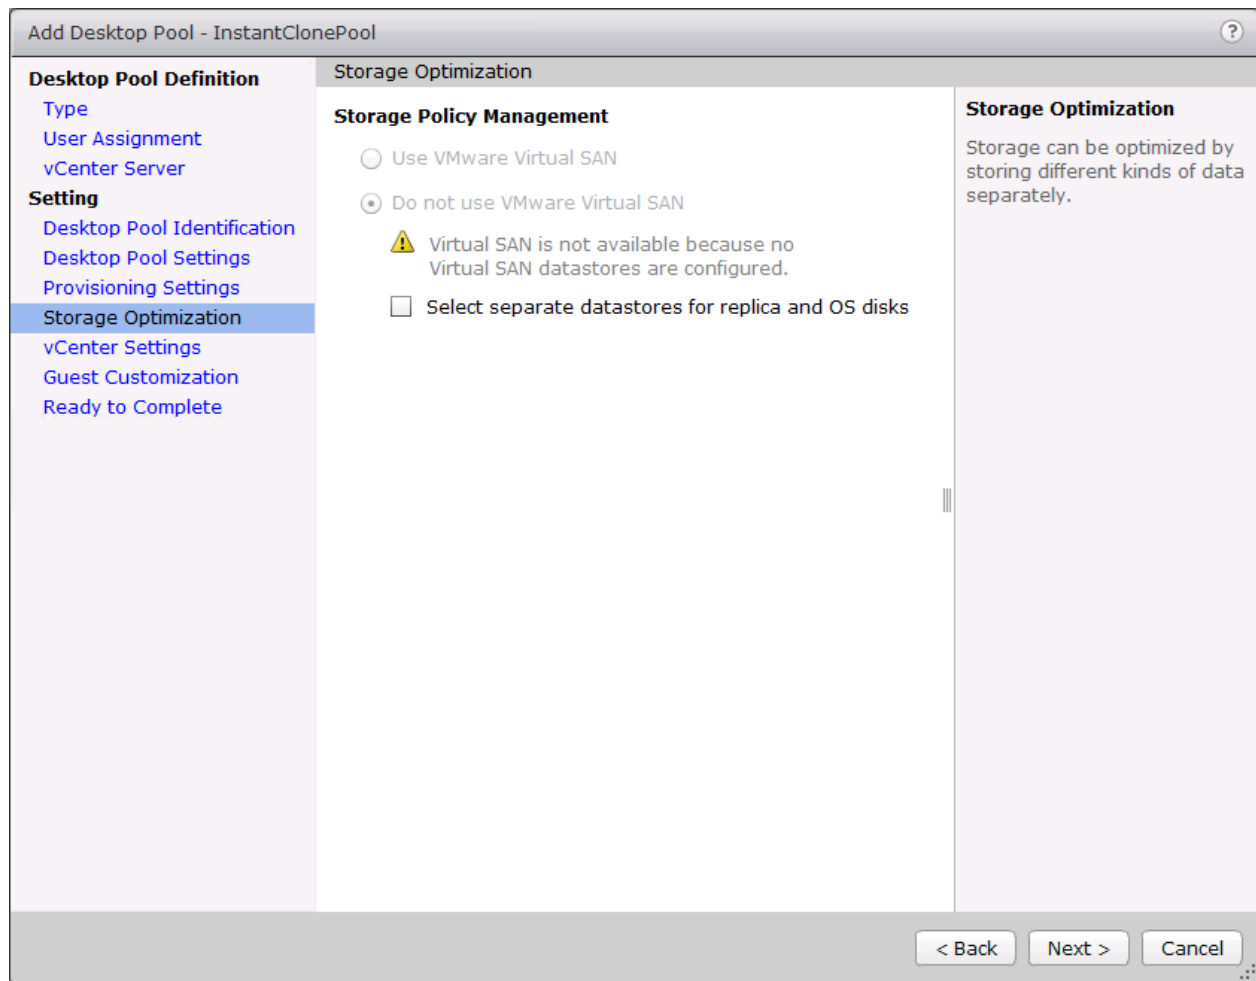 Add Desktop Pool - InstantClonePool
?
Desktop Pool Definition
Type
User Assignment
vCenter Server
Setting
Desktop Pool Identification
Desktop Pool Settings
Provisioning Settings
Storage Optimization
vCenter Settings
Guest Customization
Ready to Complete
Storage Optimization
Storage Policy Management
Use VMware Virtual SAN
Do not use VMware Virtual SAN
Virtual SAN is not available because no
Virtual SAN datastores are configured.
Select separate datastores for replica and OS disks
Storage Optimization
Storage can be optimized by
storing different kinds of data
separately.
< Back
Next >
Cancel